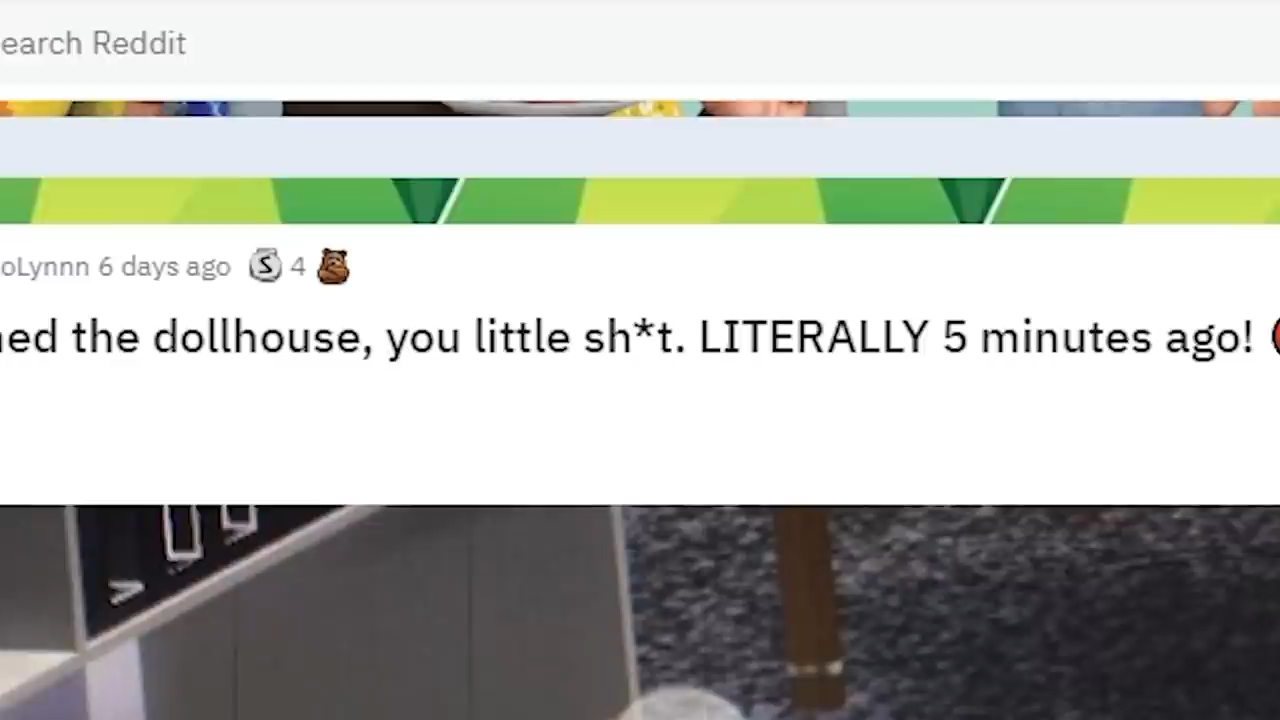 earch Reddit
oLynnn 6 days ago S 4
ned the dollhouse, you little sh*t. LITERALLY 5 minutes ago!